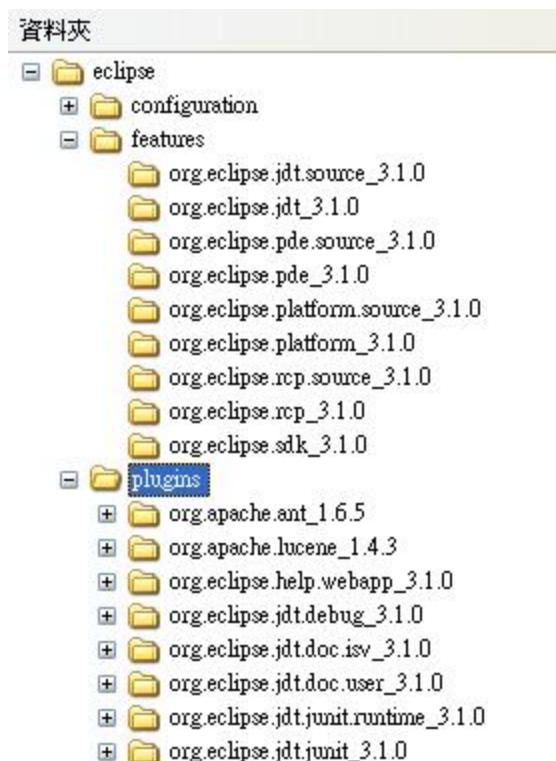 資料夾
eclipse
configuration
features
org.eclipse.jdt.source_3.1.0
org.eclipse.jdt_3.1.0
org.eclipse.pde.source_3.1.0
org.eclipse.pde_3.1.0
org.eclipse.platform.source_3.1.0
org.eclipse.platform_3.1.0
org.eclipse.rcp.source_3.1.0
org.eclipse.rcp_3.1.0
org.eclipse.sdk_3.1.0
plugins
org.apache.ant_1.6.5
org.apache.lucene_1.4.3
org.eclipse.help.webapp_3.1.0
org.eclipse.jdt.debug_3.1.0
org.eclipse.jdt.doc.isv_3.1.0
org.eclipse.jdt.doc.user_3.1.0
org.eclipse.jdt.junit.runtime_3.1.0
org.eclipse.jdt.junit_3.1.0